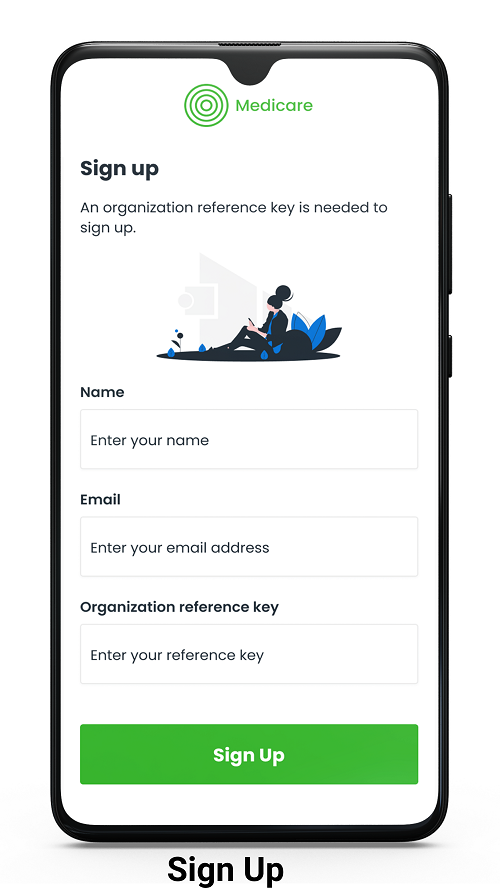 Medicare
Sign up
An organization reference key is needed to
sign up.
Name
Enter your name
Email
Enter your email address
Organization reference key
Enter your reference key
Sign Up
Sign Up